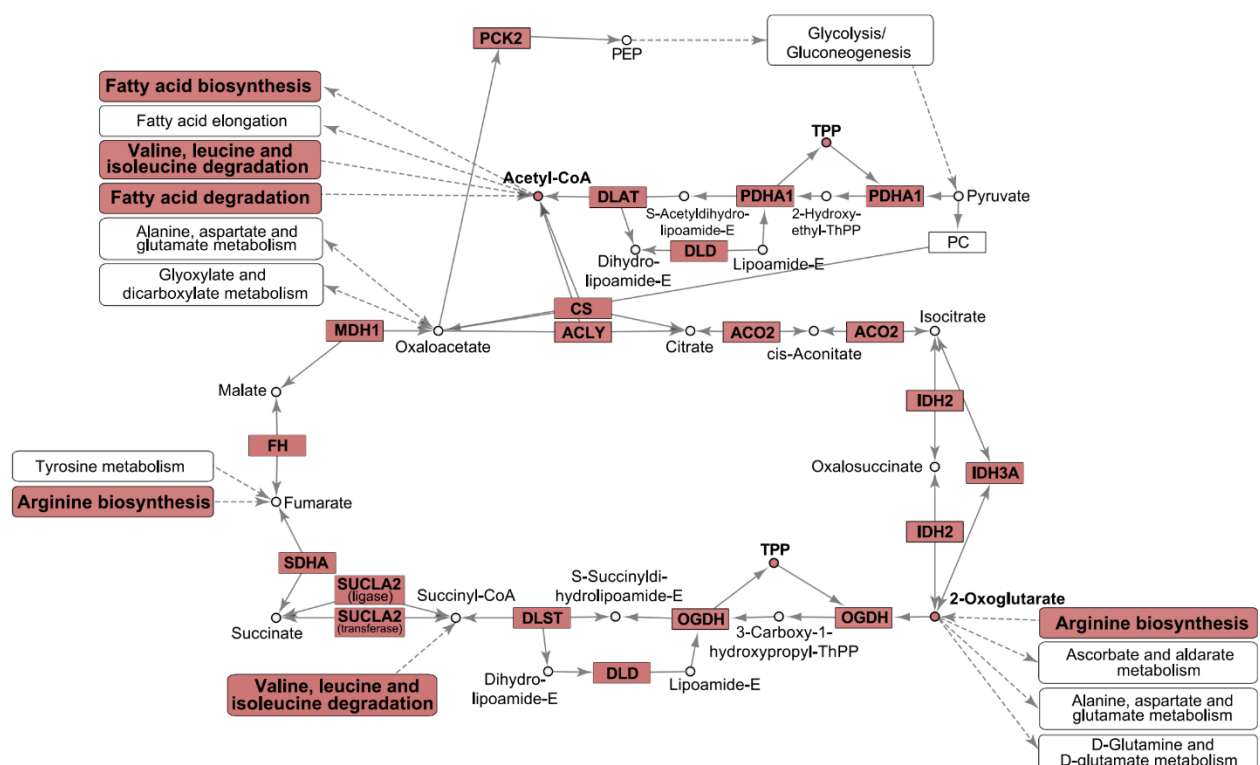 PCK2
PEP
Glycolysis/
Gluconeogenesis
Fatty acid biosynthesis
Fatty acid elongation
Valine, leucine and
isoleucine degradation
Fatty acid degradation
Alanine, aspartate and
glutamate metabolism
Glyoxylate and
dicarboxylate metabolism
TPP
Acetyl-CoA
DLAT
PDHA1
PDHA1
Pyruvate
S-Acetyldihydro-
lipoamide-E
2-Hydroxy-
ethyl-ThPP
PC
DLD
Dihydro-
lipoamide-E
Lipoamide-E
CS
MDH1
Oxaloacetate
ACLY
Citrate
ACO2
cis-Aconitate
ACO2
Isocitrate
Malate
IDH2
FH
Oxalosuccinate
IDH3A
Tyrosine metabolism
Arginine biosynthesis
Fumarate
IDH2
SDHA
TPP
SUCLA2
(ligase)
SUCLA2
(transferase)
Succinate
Succinyl-CoA
S-Succinyldi-
hydrolipoamide-E
DLST
OGDH
3-Carboxy-1-
hydroxypropyl-ThPP
OGDH
2-Oxoglutarate
Dihydro-
lipoamide-E
DLD
Lipoamide-E
Valine, leucine and
isoleucine degradation
Arginine biosynthesis
Ascorbate and aldarate
metabolism
Alanine, aspartate and
glutamate metabolism
D-Glutamine and
D-glutamate metabolism